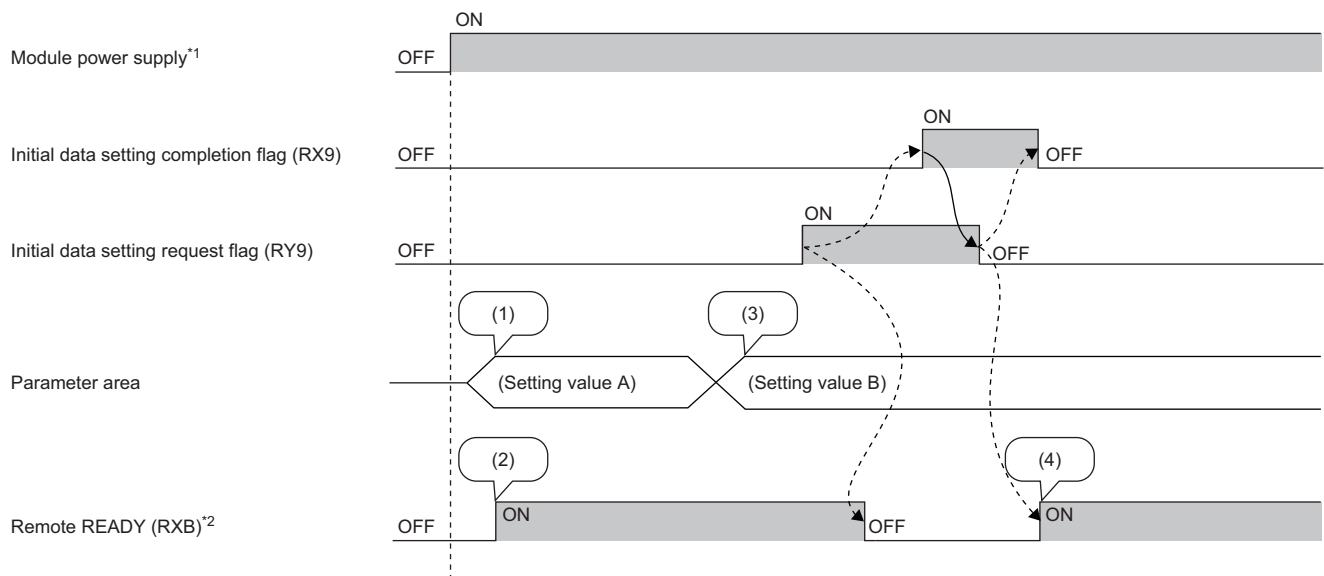 ON
Module power supply*1
OFF
ON
Initial data setting completion flag (RX9)
OFF
OFF
ON
Initial data setting request flag (RY9)
OFF
OFF
(1)
(3)
Parameter area
(Setting value A)
(Setting value B)
(2)
(4)
Remote READY (RXB)*2
OFF
ON
OFF
ON